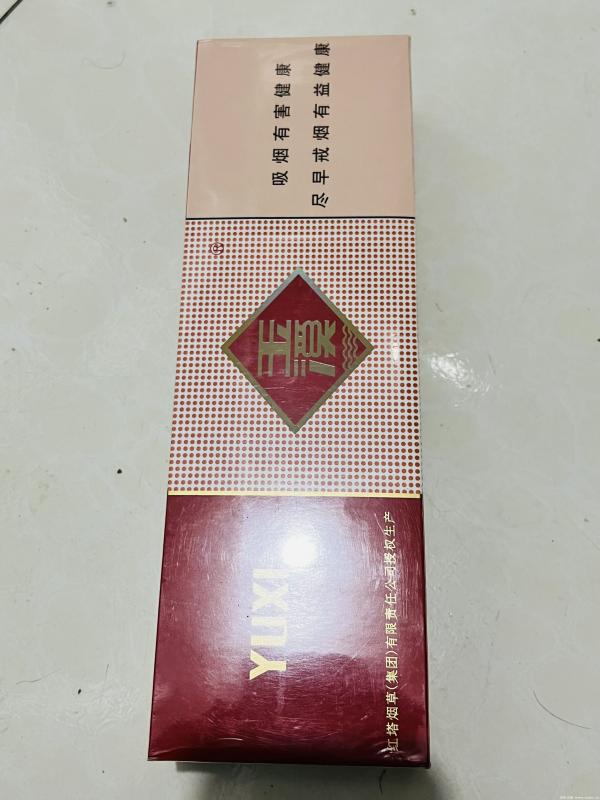 吸烟有害健康
尽早戒烟有益健康
®
玉溪
YUXI
红塔烟草(集团)有限责任公司授权生产